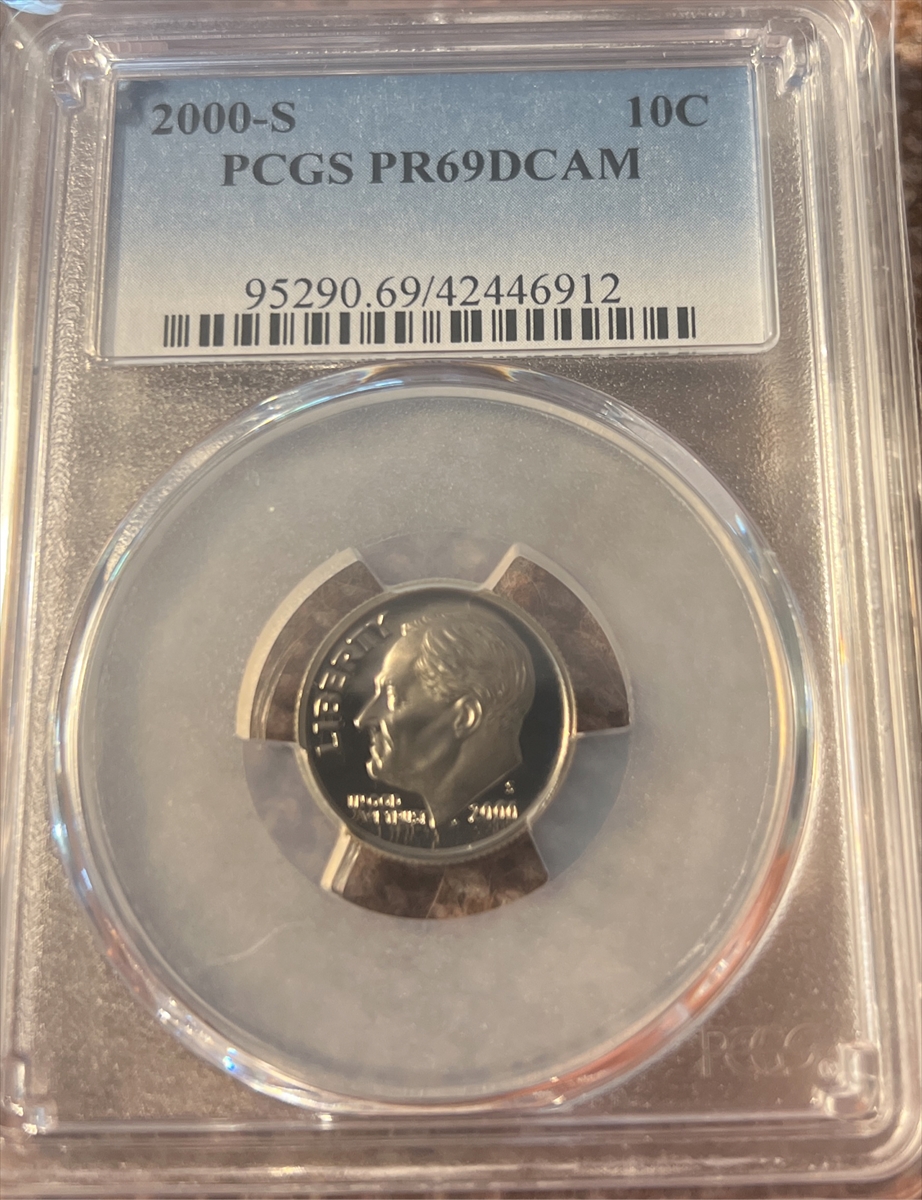 2000-S 10C
PCGS PR69DCAM
95290.69/42446912
LIBERTY
S
2000
PCGS